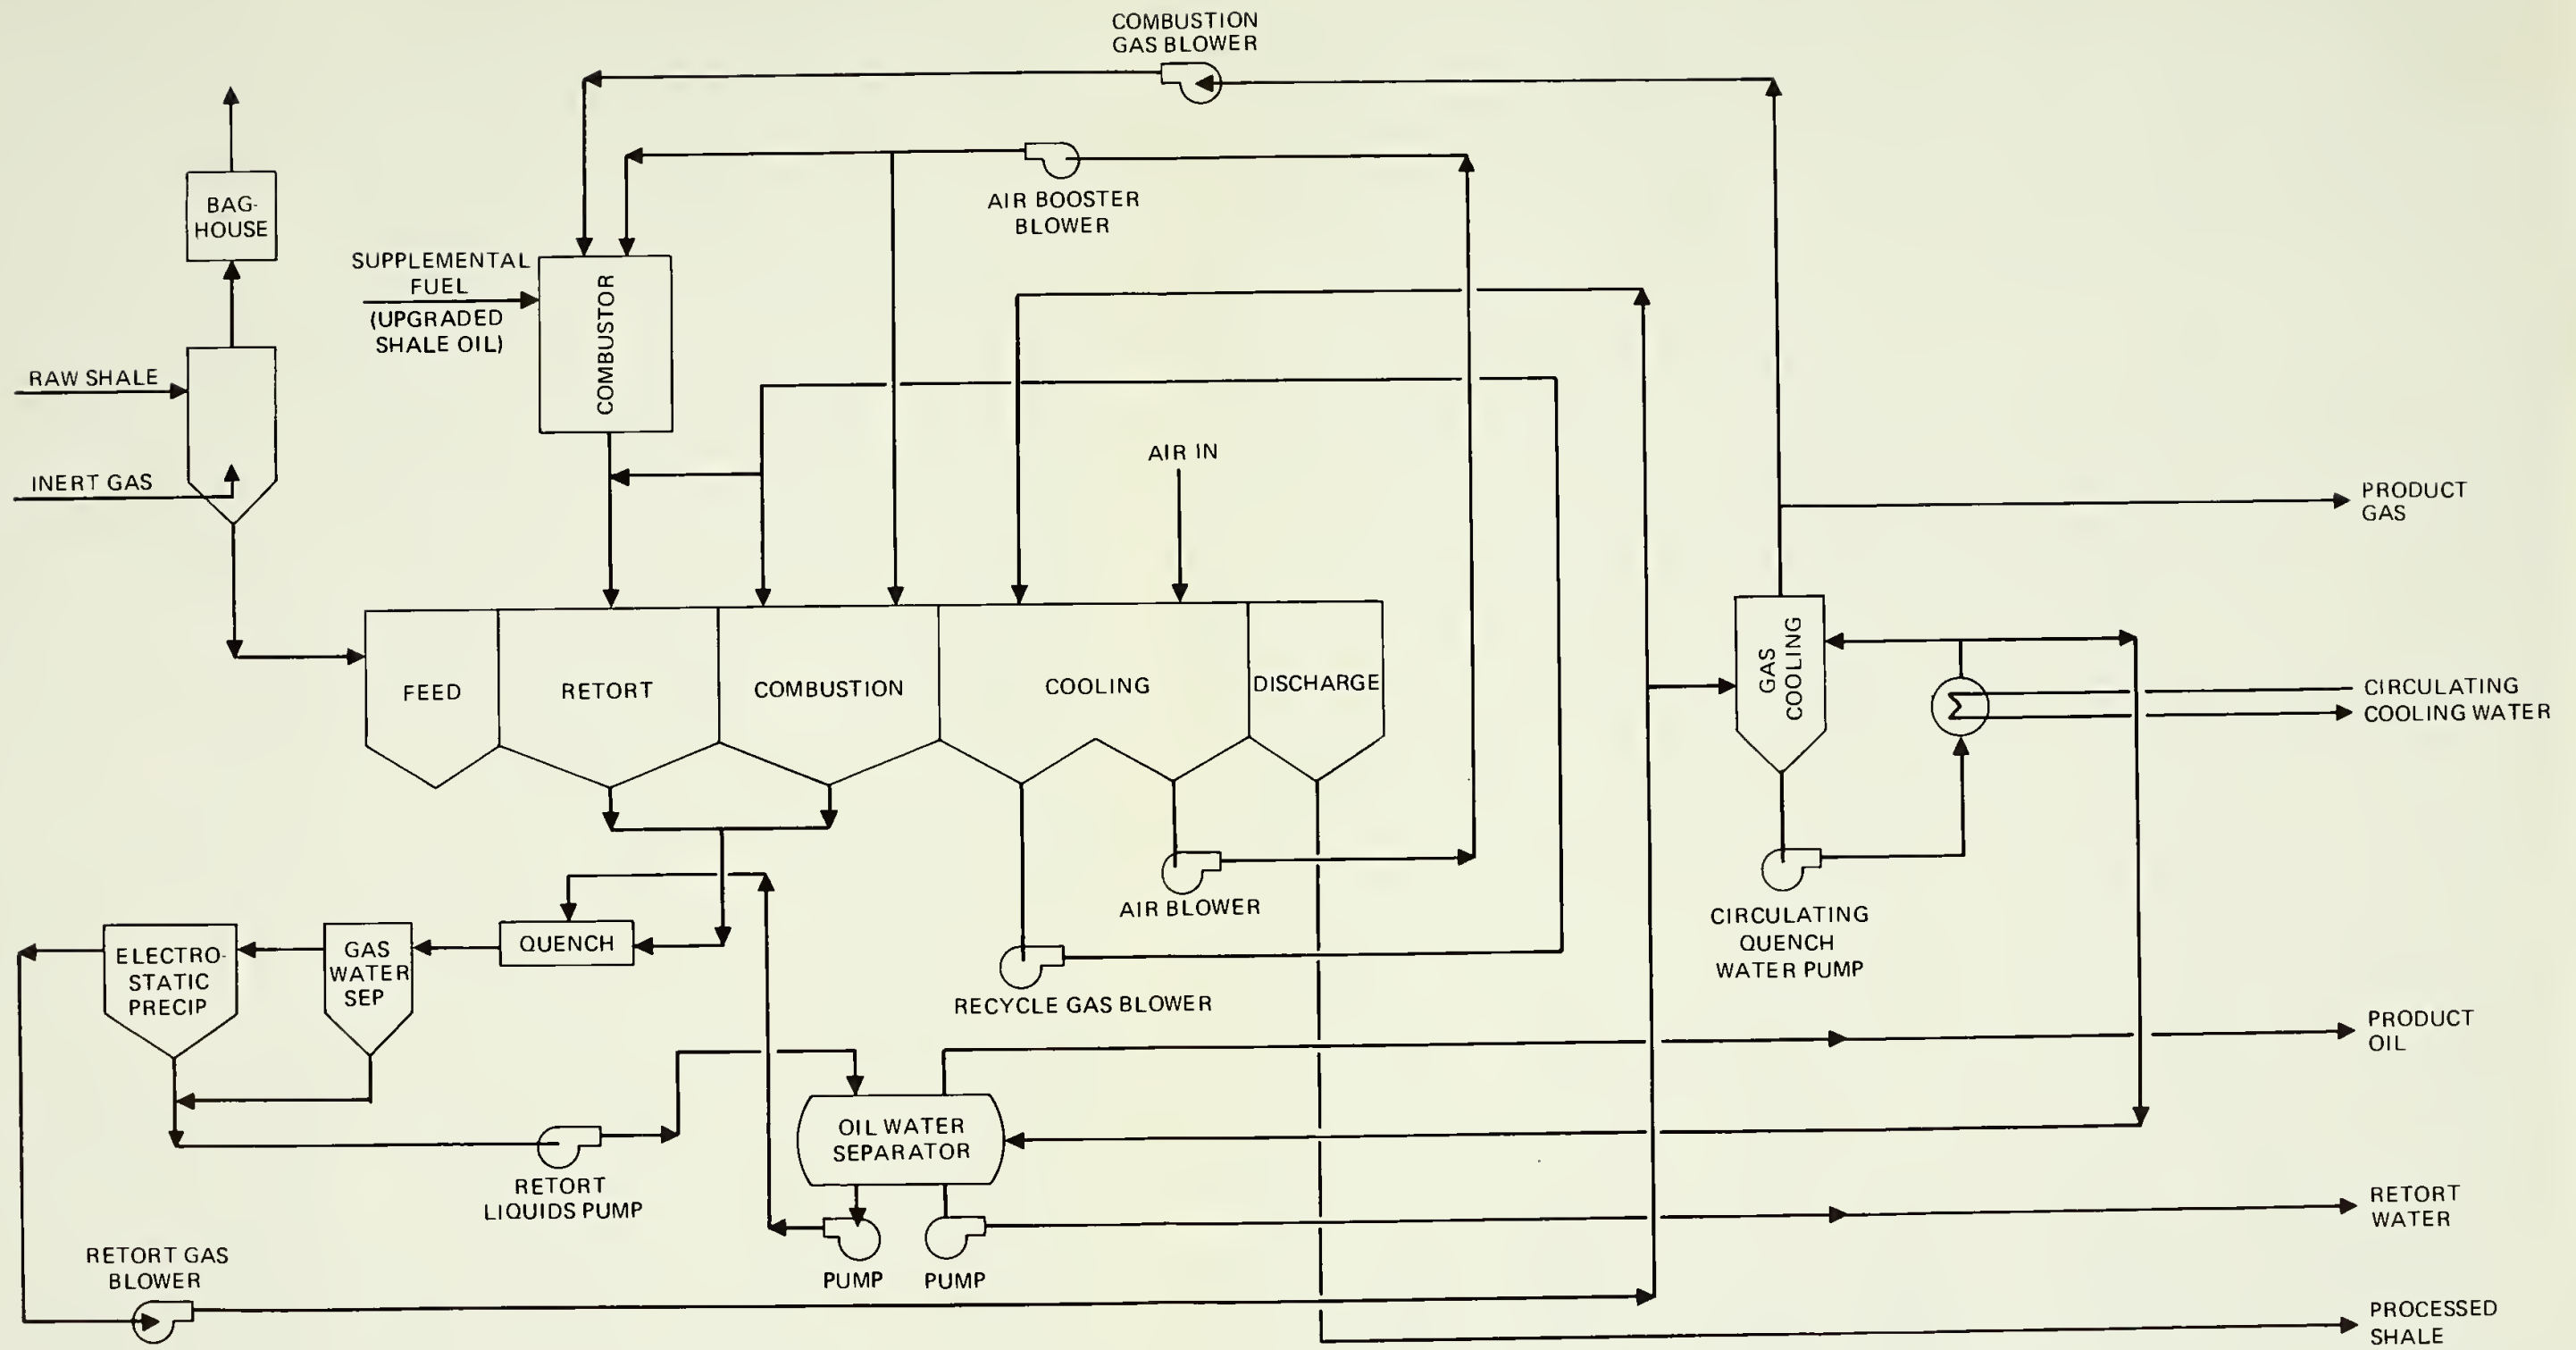 COMBUSTION
GAS BLOWER
AIR BOOSTER
BLOWER
BAG-
HOUSE
SUPPLEMENTAL
FUEL
(UPGRADED
SHALE OIL)
COMBUSTOR
RAW SHALE
INERT GAS
AIR IN
PRODUCT
GAS
FEED
RETORT
COMBUSTION
COOLING
DISCHARGE
GAS
COOLING
CIRCULATING
COOLING WATER
AIR BLOWER
CIRCULATING
QUENCH
WATER PUMP
ELECTRO-
STATIC
PRECIP
GAS
WATER
SEP
QUENCH
RECYCLE GAS BLOWER
PRODUCT
OIL
OIL WATER
SEPARATOR
RETORT
LIQUIDS PUMP
RETORT
WATER
RETORT GAS
BLOWER
PUMP
PUMP
PROCESSED
SHALE